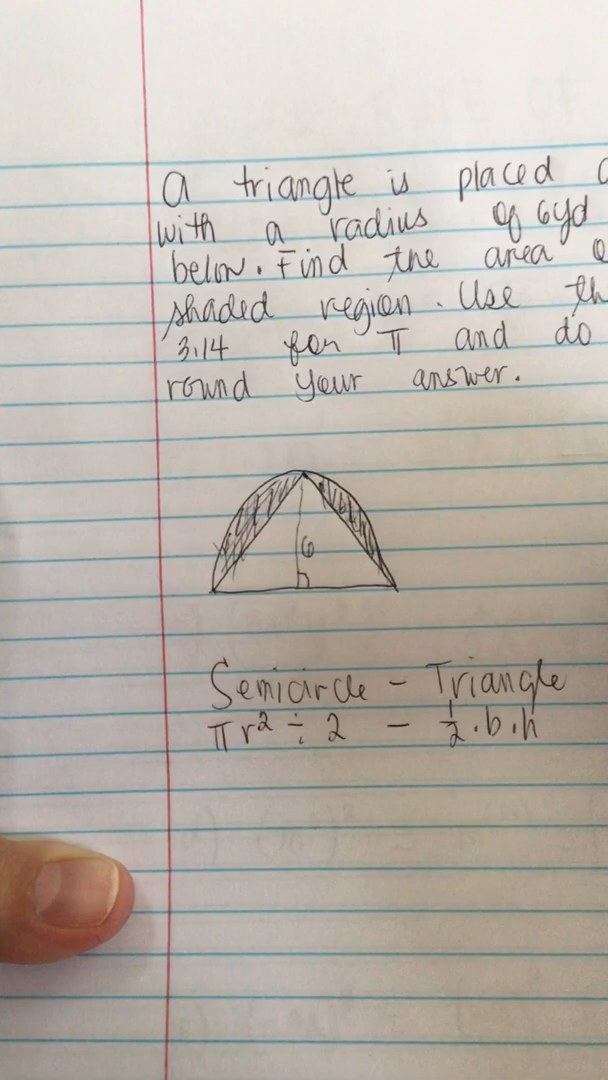 A triangle is placed
with a radius of 6yd
below. Find the area
shaded region. Use th
3.14 for π and do
round your answer.
6
Semicircle - Triangle
πr² ÷ 2 - 1/2 · b · h